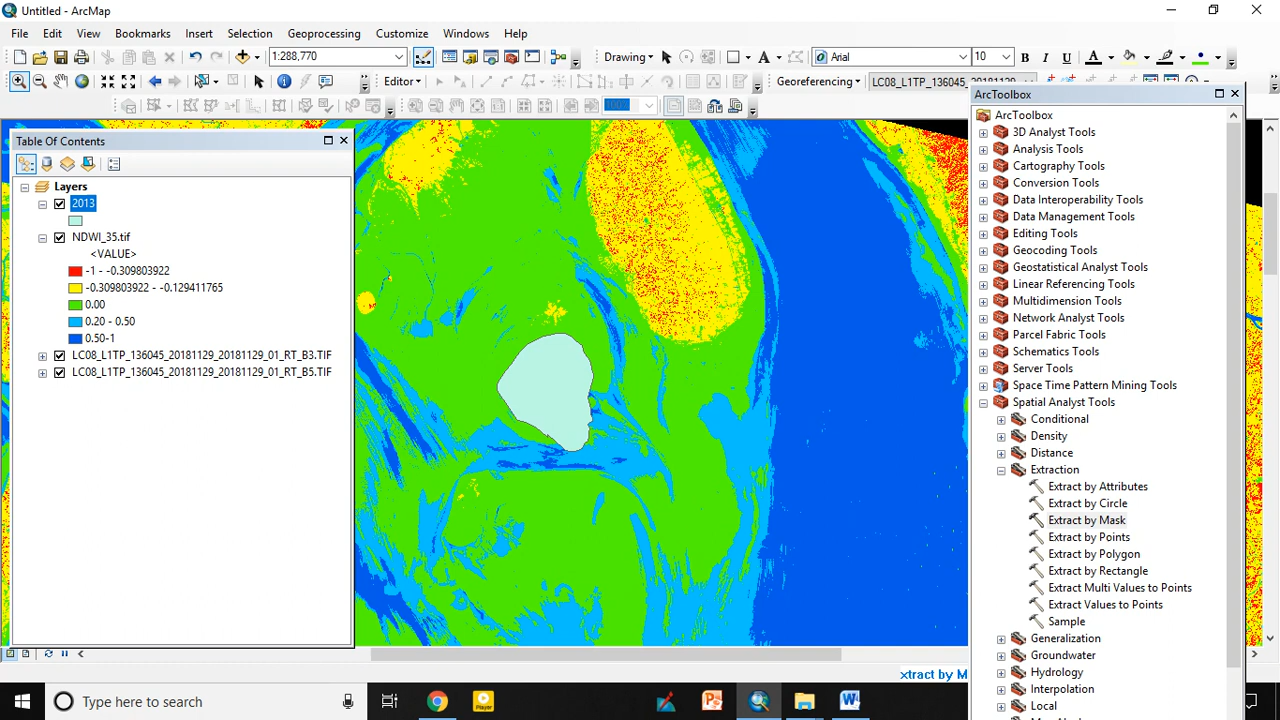 Untitled - ArcMap
File Edit View Bookmarks Insert Selection Geoprocessing Customize Windows Help
1:288.770 Drawing Arial 10 B I U A
Editor Georeferencing LC08_L1TP_136045_20181129
100%
ArcToolbox
Table Of Contents
Layers
2013
NDWI_35.tif
<VALUE>
-1 - -0.309803922
-0.309803922 - -0.129411765
0.00
0.20 - 0.50
0.50-1
LC08_L1TP_136045_20181129_20181129_01_RT_B3.TIF
LC08_L1TP_136045_20181129_20181129_01_RT_B5.TIF
ArcToolbox
3D Analyst Tools
Analysis Tools
Cartography Tools
Conversion Tools
Data Interoperability Tools
Data Management Tools
Editing Tools
Geocoding Tools
Geostatistical Analyst Tools
Linear Referencing Tools
Multidimension Tools
Network Analyst Tools
Parcel Fabric Tools
Schematics Tools
Server Tools
Space Time Pattern Mining Tools
Spatial Analyst Tools
Conditional
Density
Distance
Extraction
Extract by Attributes
Extract by Circle
Extract by Mask
Extract by Points
Extract by Polygon
Extract by Rectangle
Extract Multi Values to Points
Extract Values to Points
Sample
Generalization
Groundwater
Hydrology
Interpolation
Local
xtract by M
Type here to search
Player